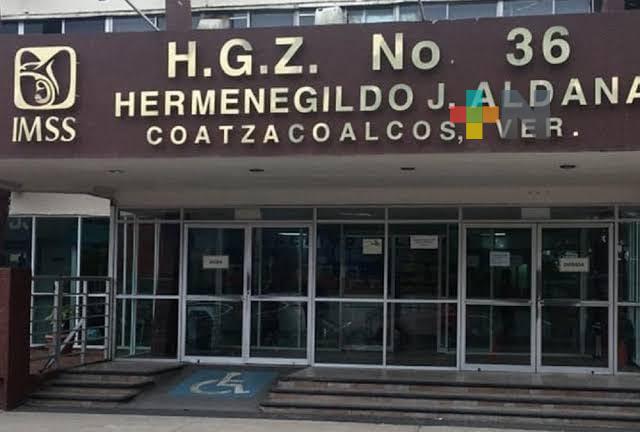 H.G.Z. No 36
HERMENEGILDO J. ALDANA
COATZACOALCOS, VER.
IMSS